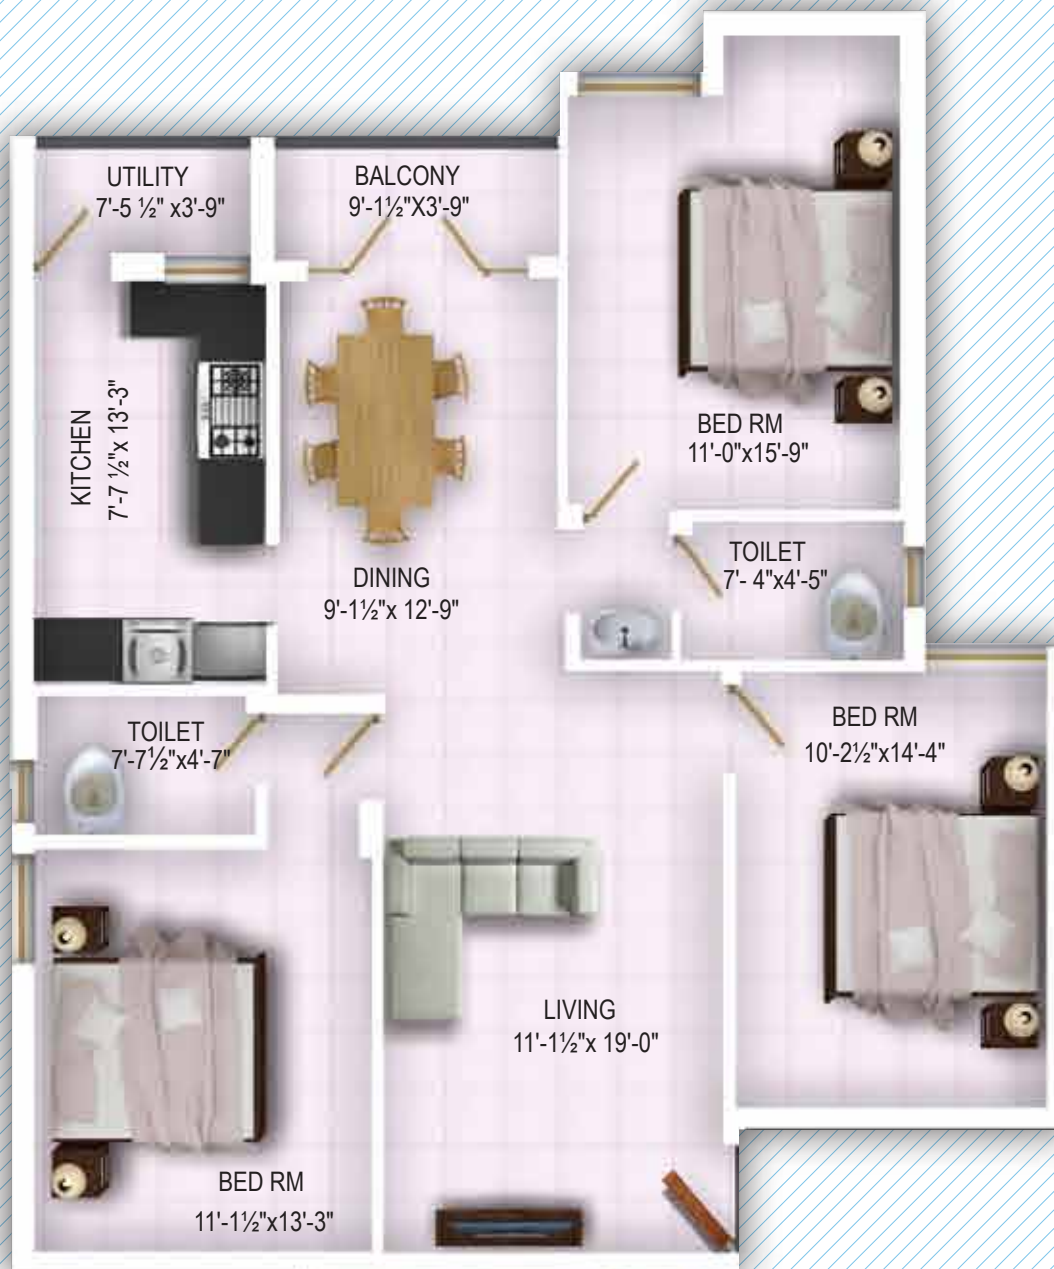 UTILITY
7'-5 ½" x3'-9"
BALCONY
9'-1½"X3'-9"
KITCHEN
7'-7 ½"x 13'-3"
BED RM
11'-0"x15'-9"
DINING
9'-1½"x 12'-9"
TOILET
7'- 4"x4'-5"
TOILET
7'-7½"x4'-7"
BED RM
10'-2½"x14'-4"
LIVING
11'-1½"x 19'-0"
BED RM
11'-1½"x13'-3"